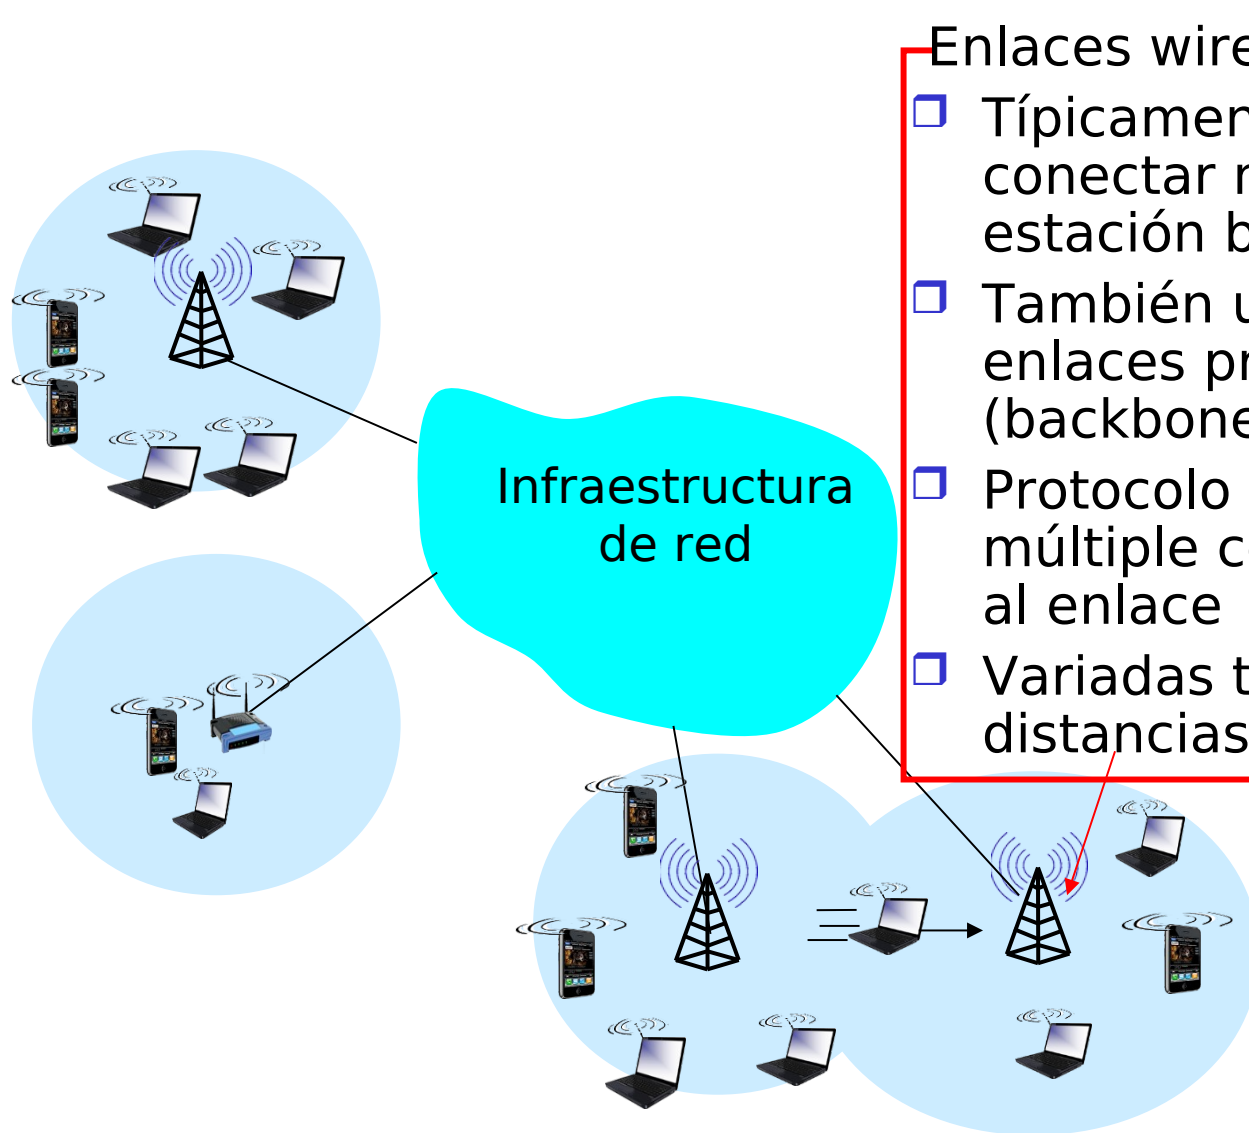 Enlaces wire
Típicamen
conectar
estación b
También u
enlaces pr
(backbone
Protocolo
múltiple c
al enlace
Variadas t
distancias
Infraestructura
de red